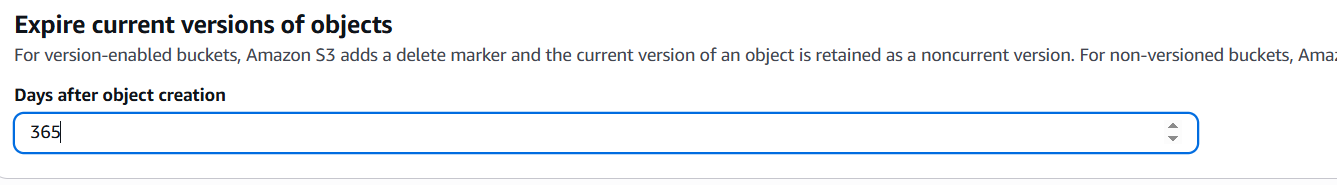 Expire current versions of objects
For version-enabled buckets, Amazon S3 adds a delete marker and the current version of an object is retained as a noncurrent version. For non-versioned buckets, Ama
Days after object creation
365